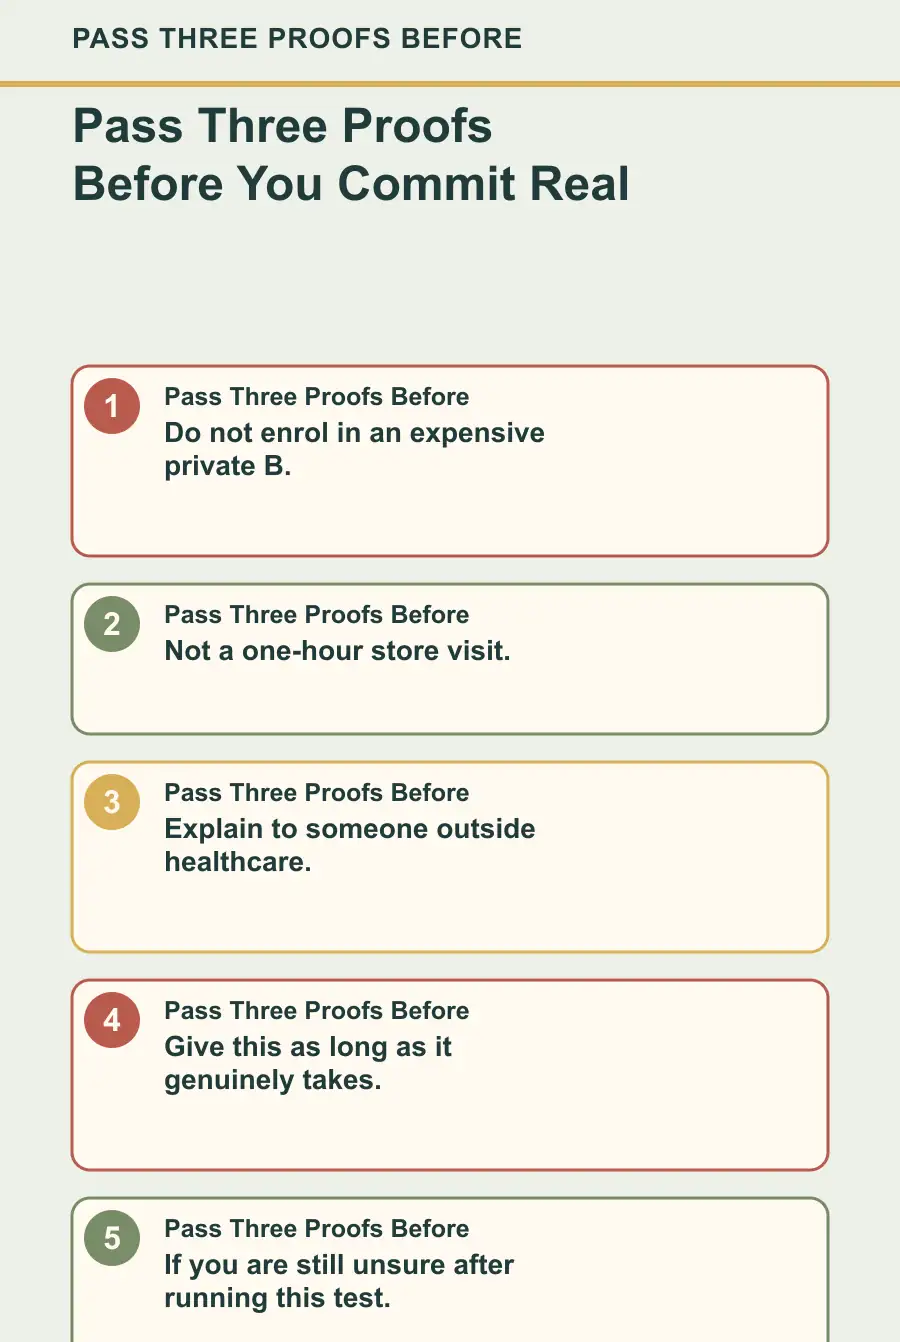 PASS THREE PROOFS BEFORE
Pass Three Proofs
Before You Commit Real
1
Pass Three Proofs Before
Do not enrol in an expensive
private B.
2
Pass Three Proofs Before
Not a one-hour store visit.
3
Pass Three Proofs Before
Explain to someone outside
healthcare.
4
Pass Three Proofs Before
Give this as long as it
genuinely takes.
5
Pass Three Proofs Before
If you are still unsure after
running this test.